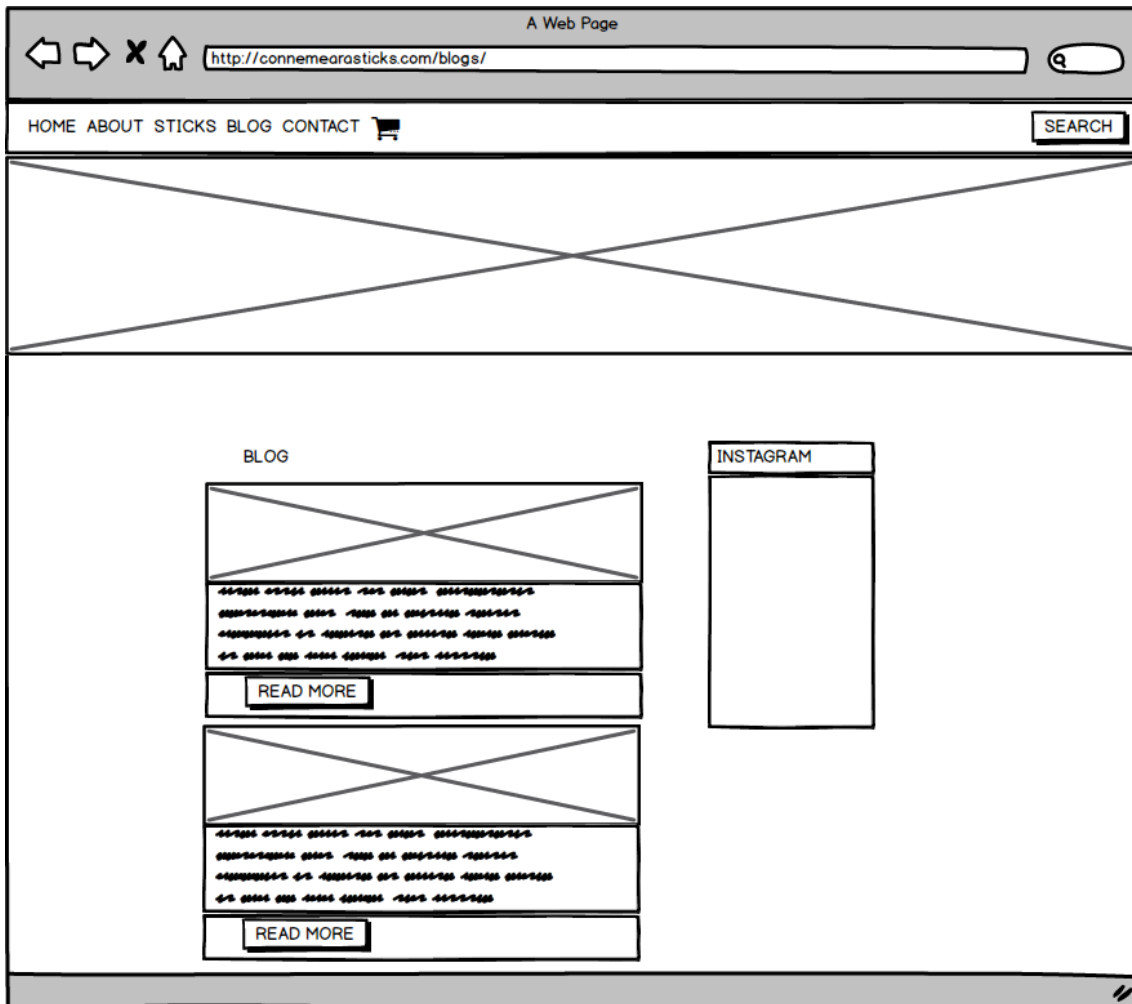 A Web Page
http://connemearasticks.com/blogs/
HOME ABOUT STICKS BLOG CONTACT
SEARCH
BLOG
INSTAGRAM
READ MORE
READ MORE